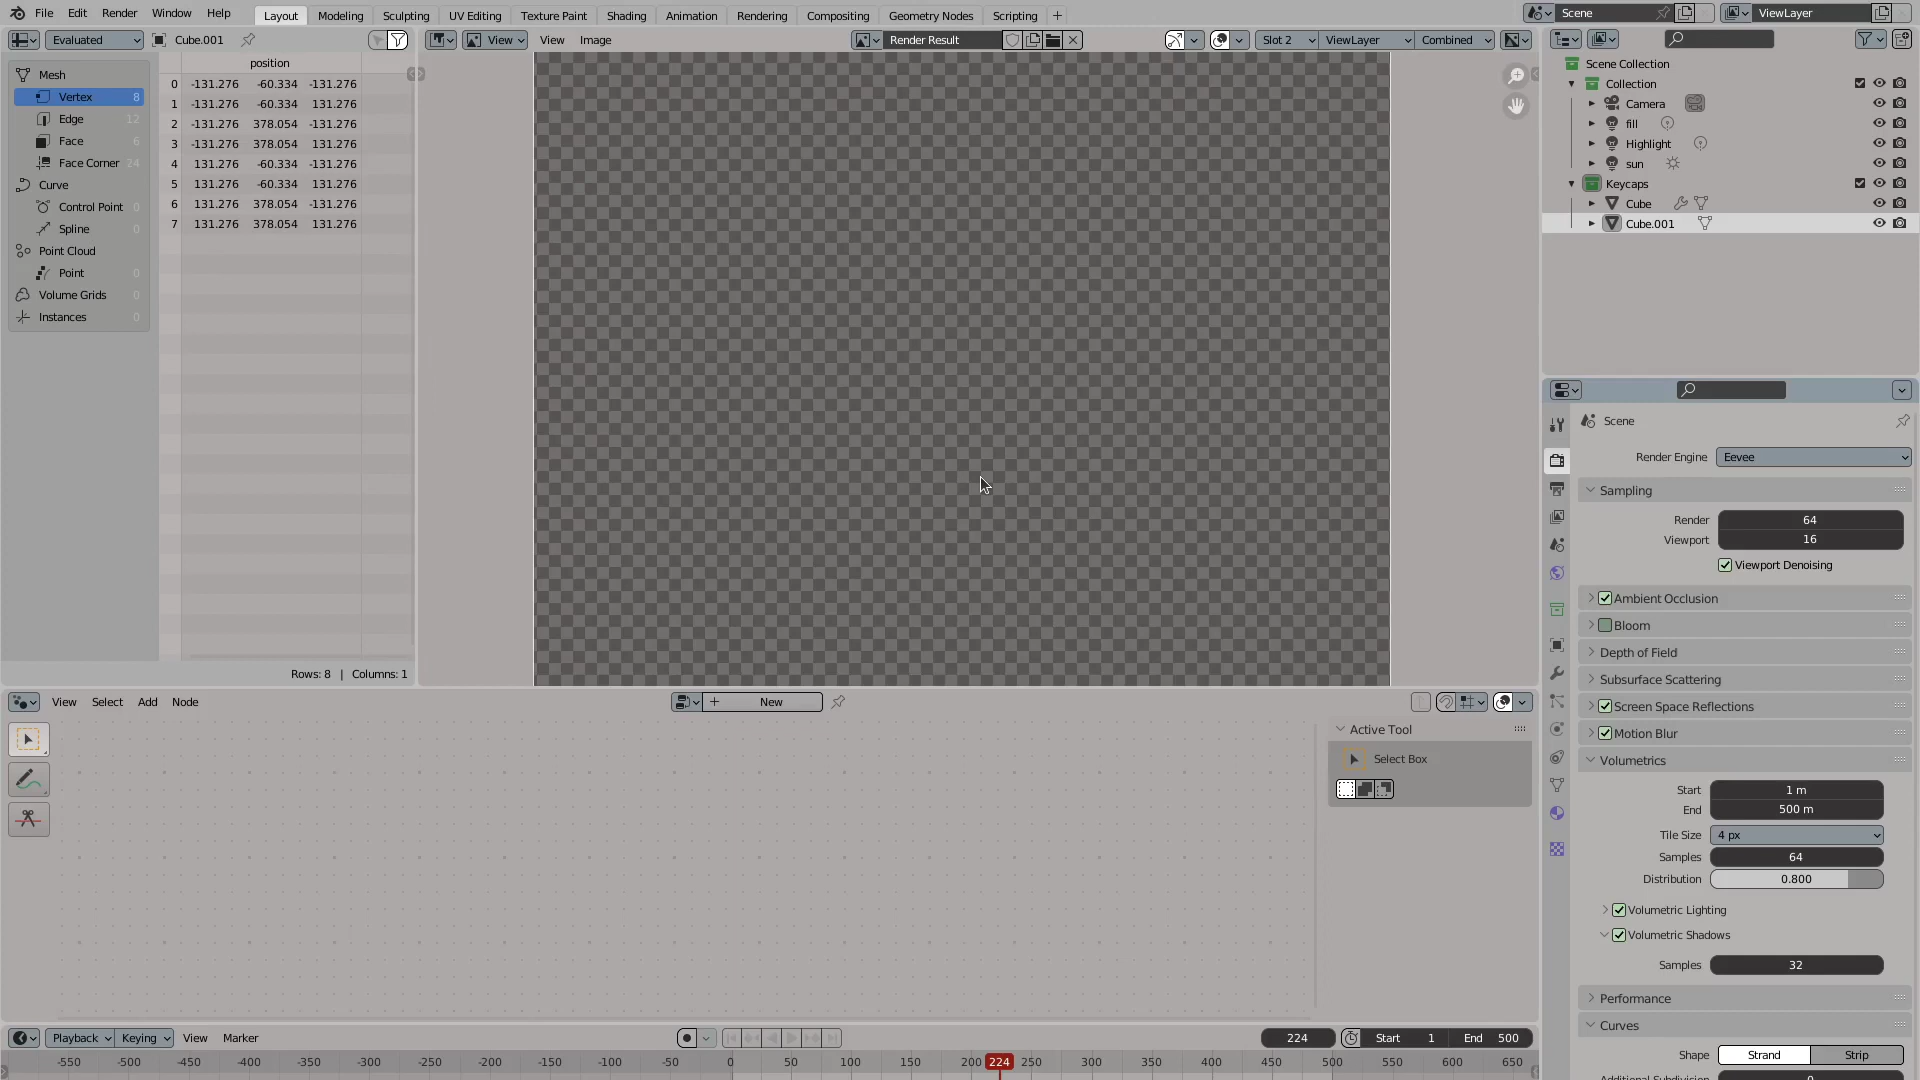 File Edit Render Window Help Layout Modeling Sculpting UV Editing Texture Paint Shading Animation Rendering Compositing Geometry Nodes Scripting + Scene ViewLayer
Evaluated Cube.001 View View Image Render Result Slot 2 ViewLayer Combined
position
Mesh
Vertex 8
Edge 12
Face 6
Face Corner 24
Curve
Control Point 0
Spline 0
Point Cloud
Point 0
Volume Grids 0
Instances 0
0 -131.276 -60.334 -131.276
1 -131.276 -60.334 131.276
2 -131.276 378.054 -131.276
3 -131.276 378.054 131.276
4 131.276 -60.334 -131.276
5 131.276 -60.334 131.276
6 131.276 378.054 -131.276
7 131.276 378.054 131.276
Rows: 8 | Columns: 1
Scene Collection
Collection
Camera
fill
Highlight
sun
Keycaps
Cube
Cube.001
Scene
Render Engine Eevee
Sampling
Render 64
Viewport 16
Viewport Denoising
Ambient Occlusion
Bloom
Depth of Field
Subsurface Scattering
Screen Space Reflections
Motion Blur
Volumetrics
Start 1 m
End 500 m
Tile Size 4 px
Samples 64
Distribution 0.800
Volumetric Lighting
Volumetric Shadows
Samples 32
Performance
Curves
Shape Strand Strip
View Select Add Node New
Active Tool
Select Box
Playback Keying View Marker 224 Start 1 End 500
-550 -500 -450 -400 -350 -300 -250 -200 -150 -100 -50 0 50 100 150 200 224 250 300 350 400 450 500 550 600 650